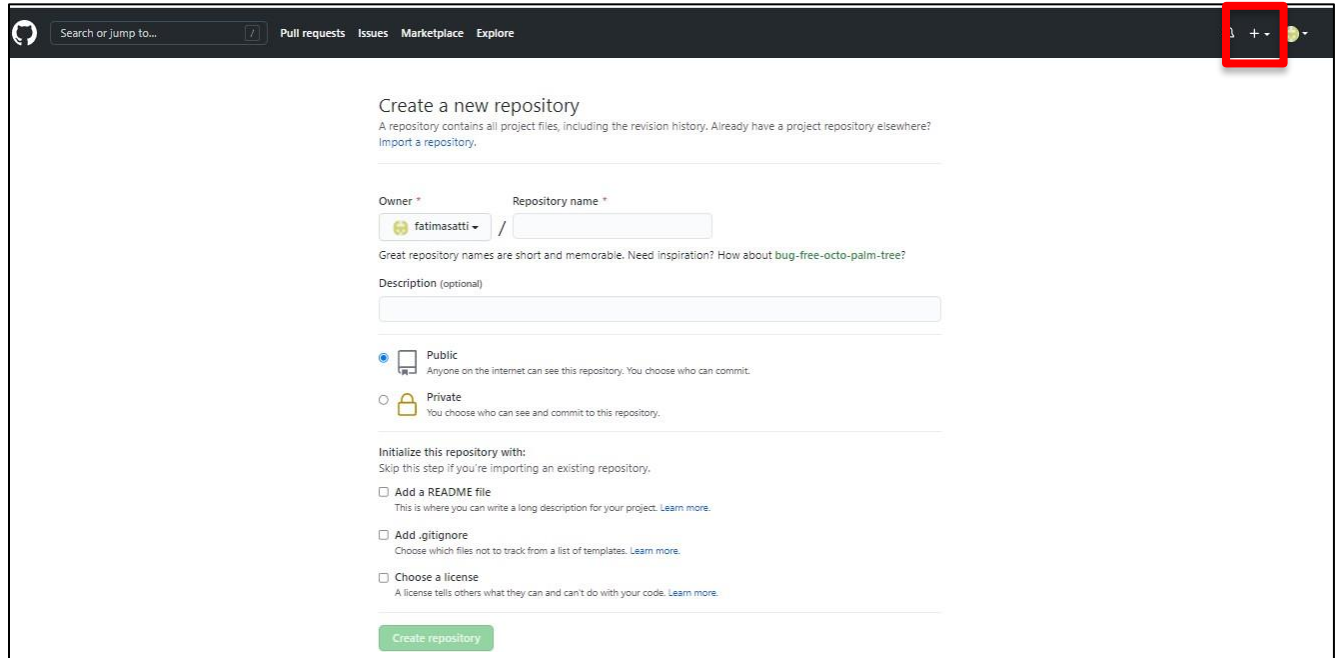 Search or jump to... /
Pull requests Issues Marketplace Explore
Create a new repository
A repository contains all project files, including the revision history. Already have a project repository elsewhere?
Import a repository.
Owner * Repository name *
fatimasatti /
Great repository names are short and memorable. Need inspiration? How about bug-free-octo-palm-tree?
Description (optional)
Public
Anyone on the internet can see this repository. You choose who can commit.
Private
You choose who can see and commit to this repository.
Initialize this repository with:
Skip this step if you're importing an existing repository.
Add a README file
This is where you can write a long description for your project. Learn more.
Add .gitignore
Choose which files not to track from a list of templates. Learn more.
Choose a license
A license tells others what they can and can't do with your code. Learn more.
Create repository